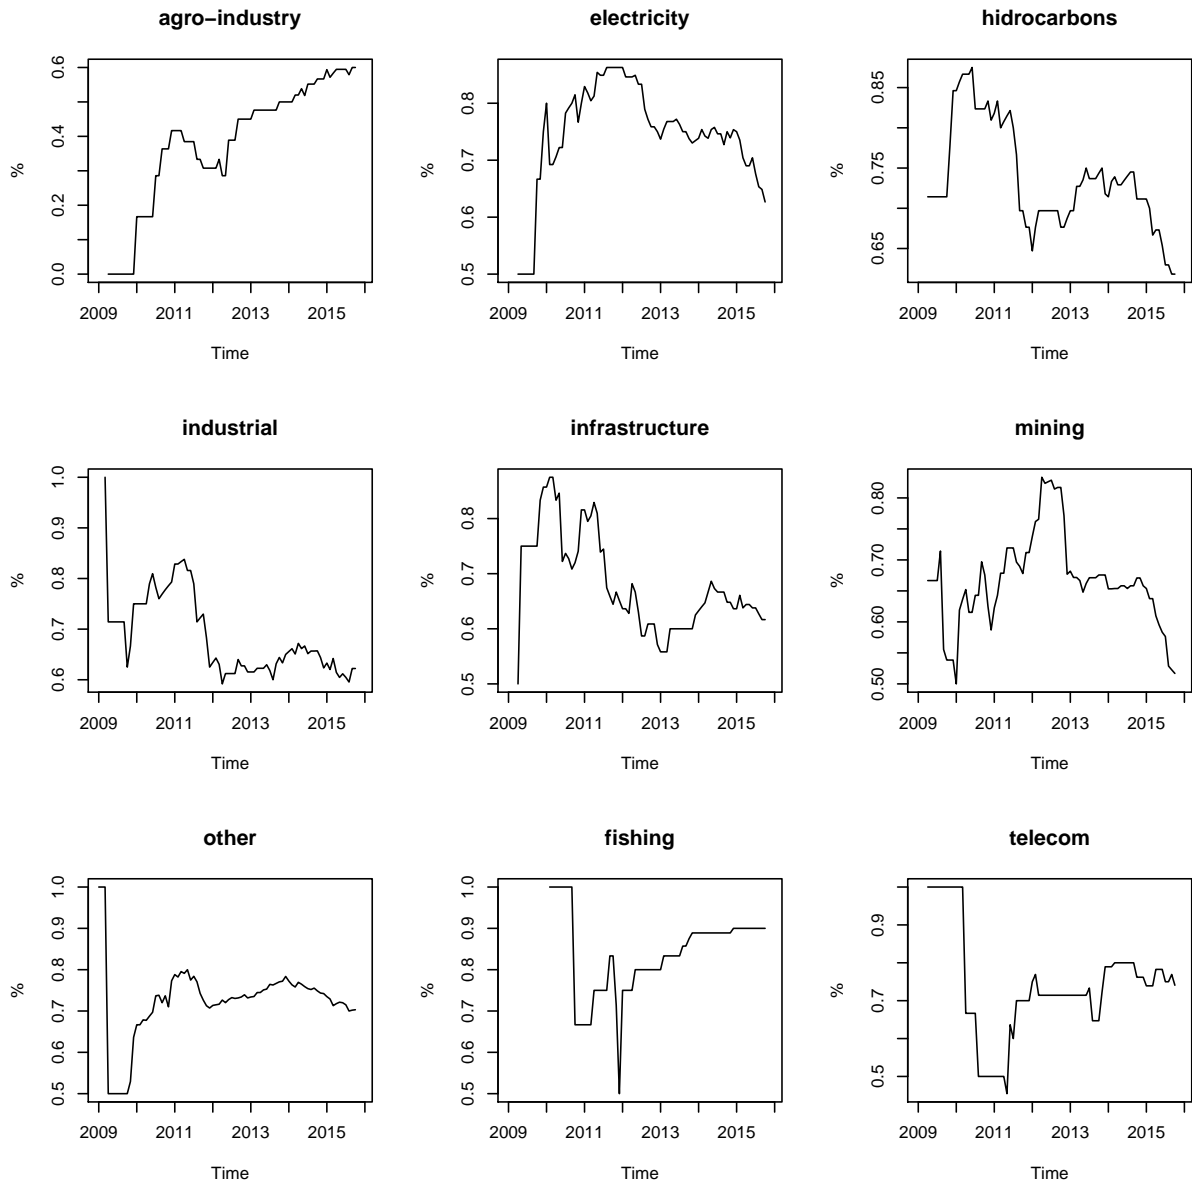 agro−industry
%
0.0 0.2 0.4 0.6
2009 2011 2013 2015
Time
electricity
%
0.5 0.6 0.7 0.8
2009 2011 2013 2015
Time
hidrocarbons
%
0.65 0.75 0.85
2009 2011 2013 2015
Time
industrial
%
0.6 0.7 0.8 0.9 1.0
2009 2011 2013 2015
Time
infrastructure
%
0.5 0.6 0.7 0.8
2009 2011 2013 2015
Time
mining
%
0.50 0.60 0.70 0.80
2009 2011 2013 2015
Time
other
%
0.5 0.6 0.7 0.8 0.9 1.0
2009 2011 2013 2015
Time
fishing
%
0.5 0.6 0.7 0.8 0.9 1.0
2009 2011 2013 2015
Time
telecom
%
0.5 0.7 0.9
2009 2011 2013 2015
Time